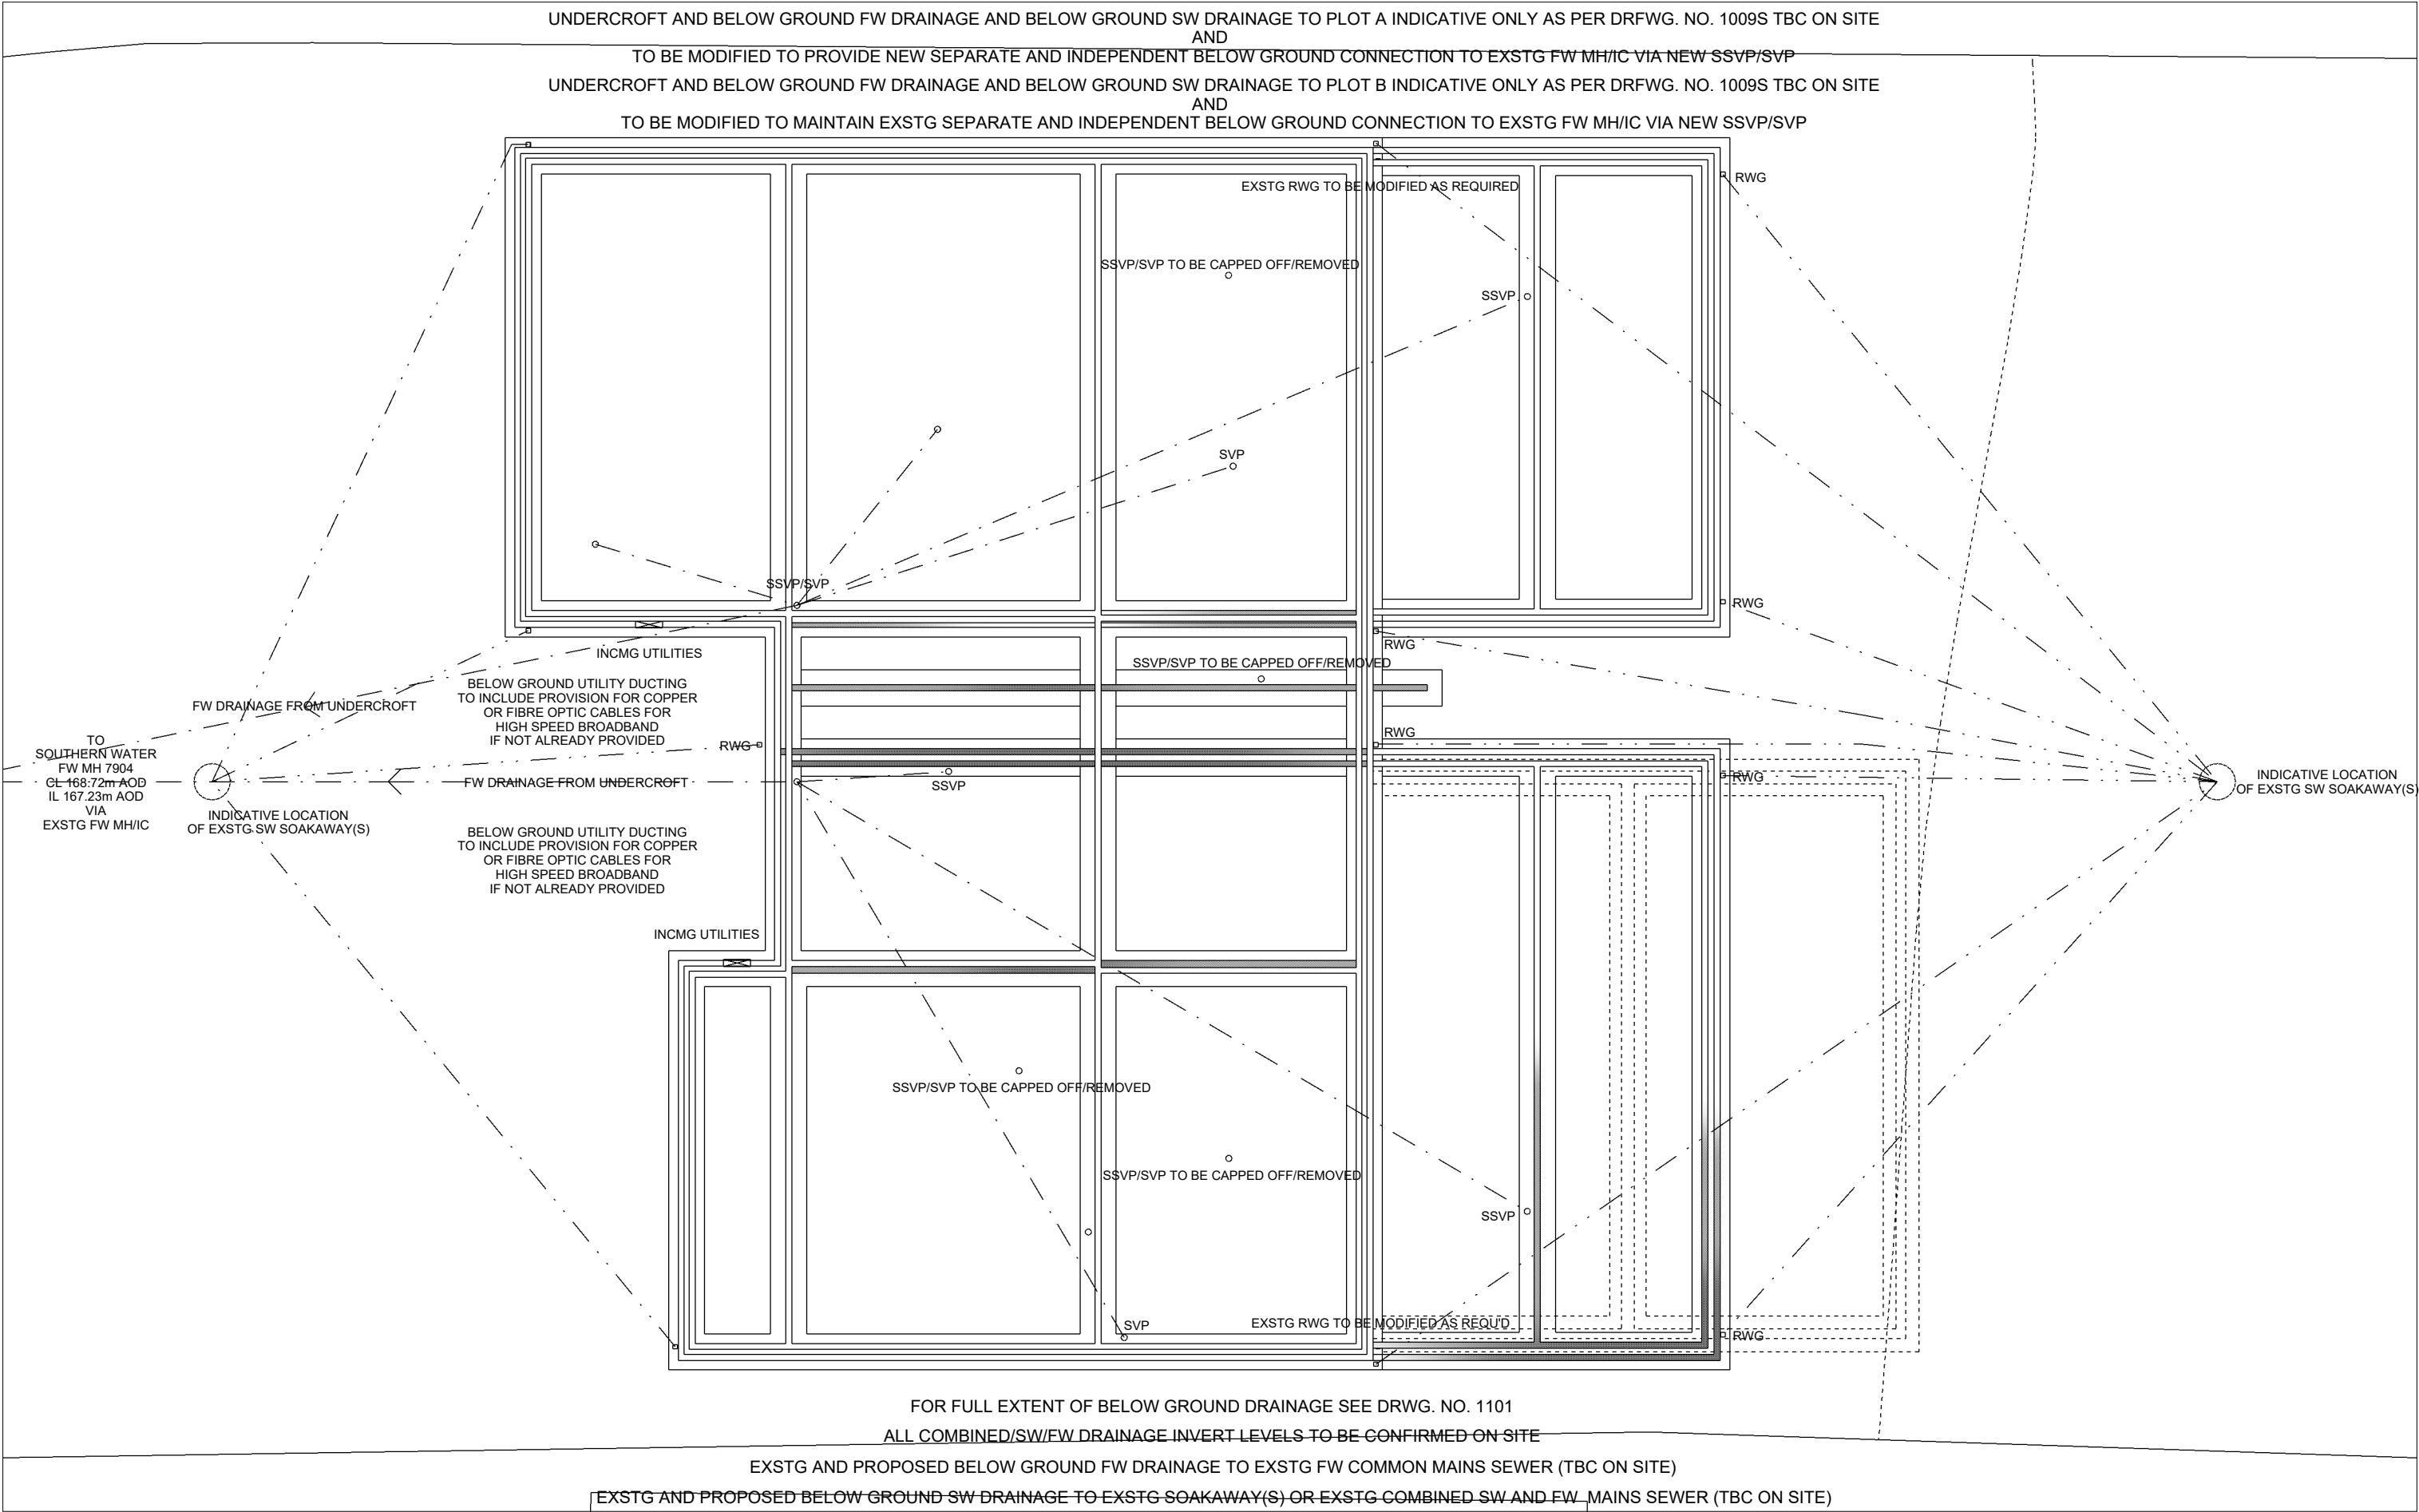 UNDERCROFT AND BELOW GROUND FW DRAINAGE AND BELOW GROUND SW DRAINAGE TO PLOT A INDICATIVE ONLY AS PER DRFWG. NO. 1009S TBC ON SITE
AND
TO BE MODIFIED TO PROVIDE NEW SEPARATE AND INDEPENDENT BELOW GROUND CONNECTION TO EXSTG FW MH/IC VIA NEW SSVP/SVP
UNDERCROFT AND BELOW GROUND FW DRAINAGE AND BELOW GROUND SW DRAINAGE TO PLOT B INDICATIVE ONLY AS PER DRFWG. NO. 1009S TBC ON SITE
AND
TO BE MODIFIED TO MAINTAIN EXSTG SEPARATE AND INDEPENDENT BELOW GROUND CONNECTION TO EXSTG FW MH/IC VIA NEW SSVP/SVP
RWG
EXSTG RWG TO BE MODIFIED AS REQUIRED
SSVP/SVP TO BE CAPPED OFF/REMOVED
SSVP
SVP
SSVP/SVP
RWG
RWG
INCMG UTILITIES
SSVP/SVP TO BE CAPPED OFF/REMOVED
BELOW GROUND UTILITY DUCTING
TO INCLUDE PROVISION FOR COPPER
OR FIBRE OPTIC CABLES FOR
HIGH SPEED BROADBAND
IF NOT ALREADY PROVIDED
FW DRAINAGE FROM UNDERCROFT
RWG
RWG
TO
SOUTHERN WATER
FW MH 7904
CL 168.72m AOD
IL 167.23m AOD
VIA
EXSTG FW MH/IC
FW DRAINAGE FROM UNDERCROFT
SSVP
RWG
INDICATIVE LOCATION
OF EXSTG SW SOAKAWAY(S)
INDICATIVE LOCATION
OF EXSTG SW SOAKAWAY(S)
BELOW GROUND UTILITY DUCTING
TO INCLUDE PROVISION FOR COPPER
OR FIBRE OPTIC CABLES FOR
HIGH SPEED BROADBAND
IF NOT ALREADY PROVIDED
INCMG UTILITIES
SSVP/SVP TO BE CAPPED OFF/REMOVED
SSVP/SVP TO BE CAPPED OFF/REMOVED
SSVP
SVP
EXSTG RWG TO BE MODIFIED AS REQU'D
RWG
FOR FULL EXTENT OF BELOW GROUND DRAINAGE SEE DRWG. NO. 1101
ALL COMBINED/SW/FW DRAINAGE INVERT LEVELS TO BE CONFIRMED ON SITE
EXSTG AND PROPOSED BELOW GROUND FW DRAINAGE TO EXSTG FW COMMON MAINS SEWER (TBC ON SITE)
EXSTG AND PROPOSED BELOW GROUND SW DRAINAGE TO EXSTG SOAKAWAY(S) OR EXSTG COMBINED SW AND FW MAINS SEWER (TBC ON SITE)